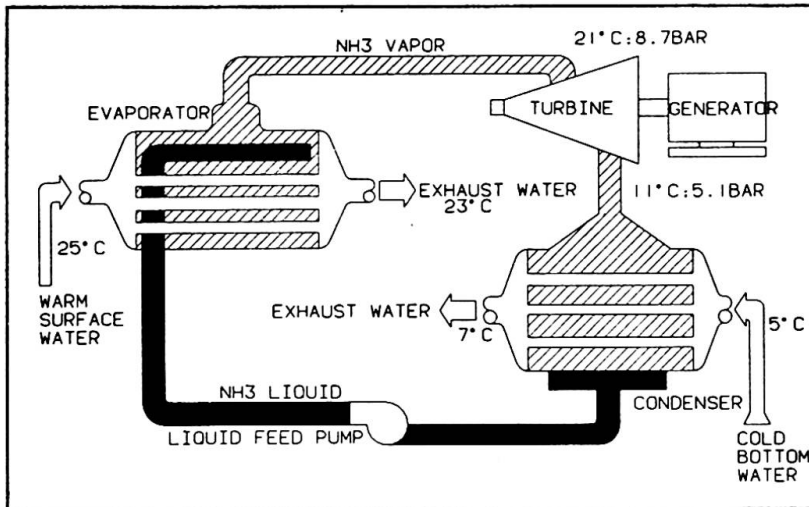 NH3 VAPOR
21°C:8.7BAR
EVAPORATOR
TURBINE
GENERATOR
EXHAUST WATER
23°C
11°C:5.1BAR
25°C
WARM
SURFACE
WATER
EXHAUST WATER
7°C
5°C
NH3 LIQUID
LIQUID FEED PUMP
CONDENSER
COLD
BOTTOM
WATER